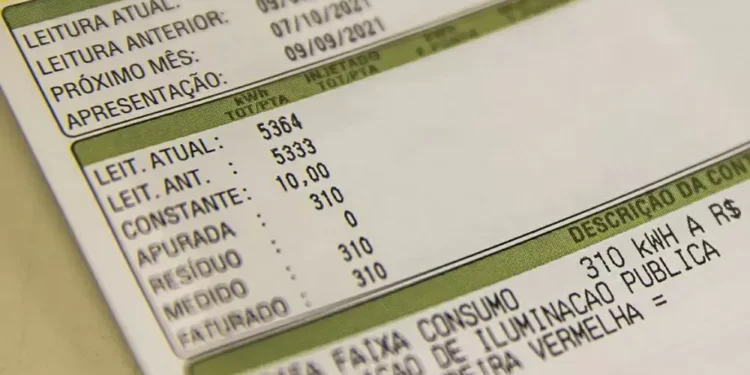 LEITURA ATUAL:
LEITURA ANTERIOR:
PRÓXIMO MÊS: 07/10/2021
APRESENTAÇÃO: 09/09/2021
kWh INJETADO
TOT/PTA TOT/PTA
LEIT. ATUAL: 5364
LEIT. ANT. : 5333
CONSTANTE: 10,00
APURADA : 310
RESÍDUO : 0
MEDIDO : 310
FATURADO : 310
DESCRIÇÃO DA CON
FAIXA CONSUMO 310 KWH A R$
DE ILUMINACAO PUBLICA
VERMELHA =